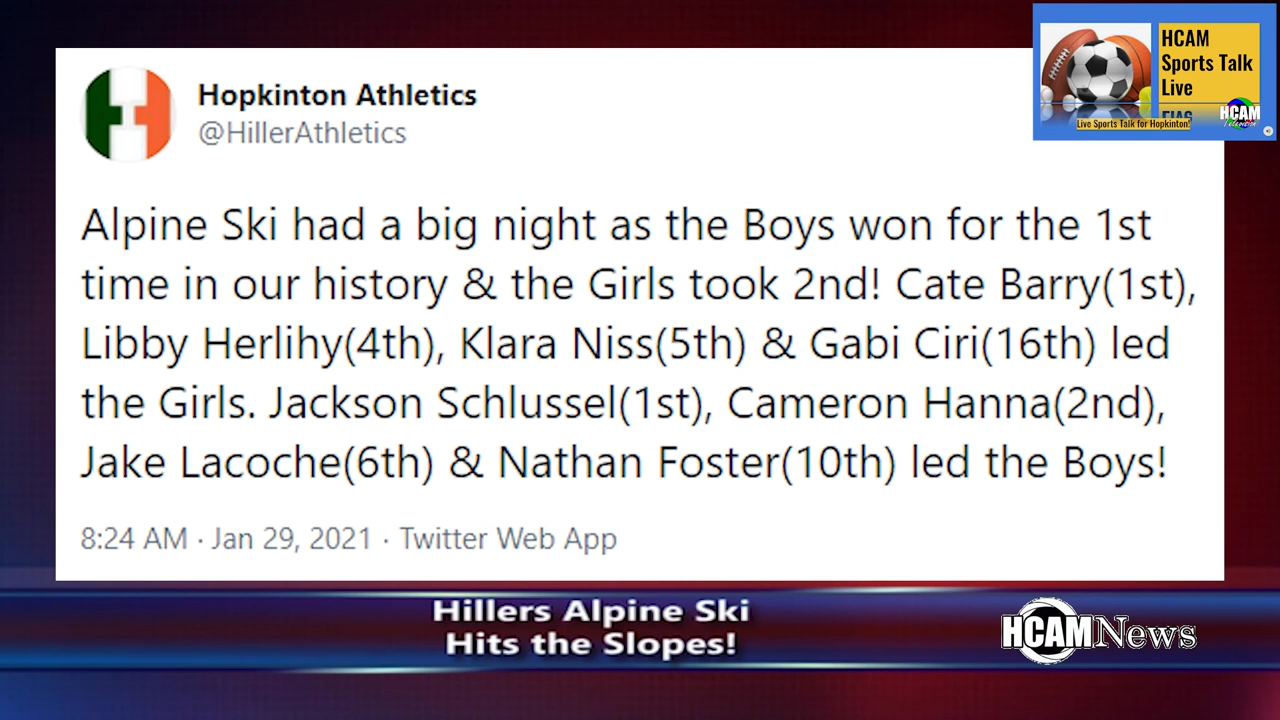 Hopkinton Athletics
@HillerAthletics
Alpine Ski had a big night as the Boys won for the 1st
time in our history & the Girls took 2nd! Cate Barry(1st),
Libby Herlihy(4th), Klara Niss(5th) & Gabi Ciri(16th) led
the Girls. Jackson Schlussel(1st), Cameron Hanna(2nd),
Jake Lacoche(6th) & Nathan Foster(10th) led the Boys!
8:24 AM · Jan 29, 2021 · Twitter Web App
HCAM
Sports Talk
Live
Live Sports Talk for Hopkinton!
HCAM
Television
Hillers Alpine Ski
Hits the Slopes!
HCAM News